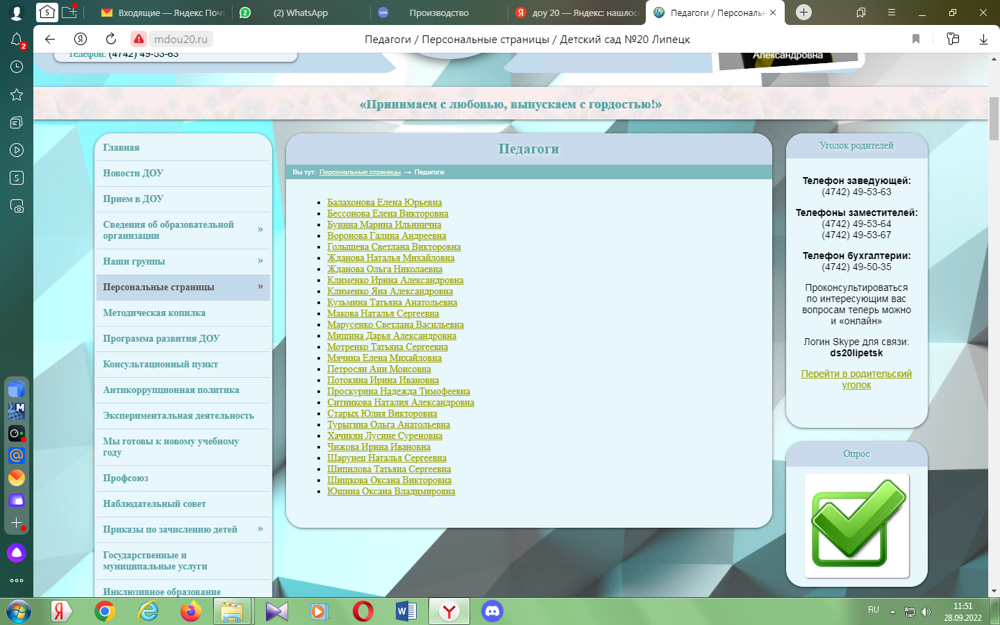 Входящие — Яндекс Почт
(2) WhatsApp
Производство
доу 20 — Яндекс: нашлос
Педагоги / Персональн
mdou20.ru
Педагоги / Персональные страницы / Детский сад №20 Липецк
2
5
Телефон: (4742) 49-53-63
Александровна
«Принимаем с любовью, выпускаем с гордостью!»
Главная
Новости ДОУ
Прием в ДОУ
Сведения об образовательной
организации »
Наши группы »
Персональные страницы »
Методическая копилка
Программа развития ДОУ
Консультационный пункт
Антикоррупционная политика
Экспериментальная деятельность
Мы готовы к новому учебному
году
Профсоюз
Наблюдательный совет
Приказы по зачислению детей »
Государственные и
муниципальные услуги
Инклюзивное образование
Педагоги
Вы тут: Персональные страницы → Педагоги
Балахонова Елена Юрьевна
Бессонова Елена Викторовна
Бунина Марина Ильинична
Воронова Галина Андреевна
Голышева Светлана Викторовна
Жданова Наталья Михайловна
Жданова Ольга Николаевна
Клименко Ирина Александровна
Клименко Яна Александровна
Кузьмина Татьяна Анатольевна
Макова Наталья Сергеевна
Марусенко Светлана Васильевна
Мишина Дарья Александровна
Мотренко Татьяна Сергеевна
Мячина Елена Михайловна
Петросян Ани Моисовна
Потокина Ирина Ивановна
Проскурина Надежда Тимофеевна
Ситникова Наталия Александровна
Старых Юлия Викторовна
Турыгина Ольга Анатольевна
Хачикян Лусине Суреновна
Чижова Ирина Ивановна
Шарунец Наталья Сергеевна
Шипилова Татьяна Сергеевна
Шишкова Оксана Викторовна
Юшина Оксана Владимировна
Уголок родителей
Телефон заведующей:
(4742) 49-53-63
Телефоны заместителей:
(4742) 49-53-64
(4742) 49-53-67
Телефон бухгалтерии:
(4742) 49-50-35
Проконсультироваться
по интересующим вас
вопросам теперь можно
и «онлайн»
Логин Skype для связи:
ds20lipetsk
Перейти в родительский
уголок
Опрос
RU
11:51
28.09.2022